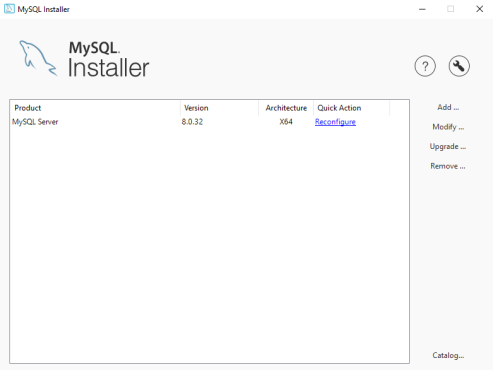 MySQL Installer
MySQL.
Installer
?
Product Version Architecture Quick Action
MySQL Server 8.0.32 X64 Reconfigure
Add ...
Modify ...
Upgrade ...
Remove ...
Catalog...